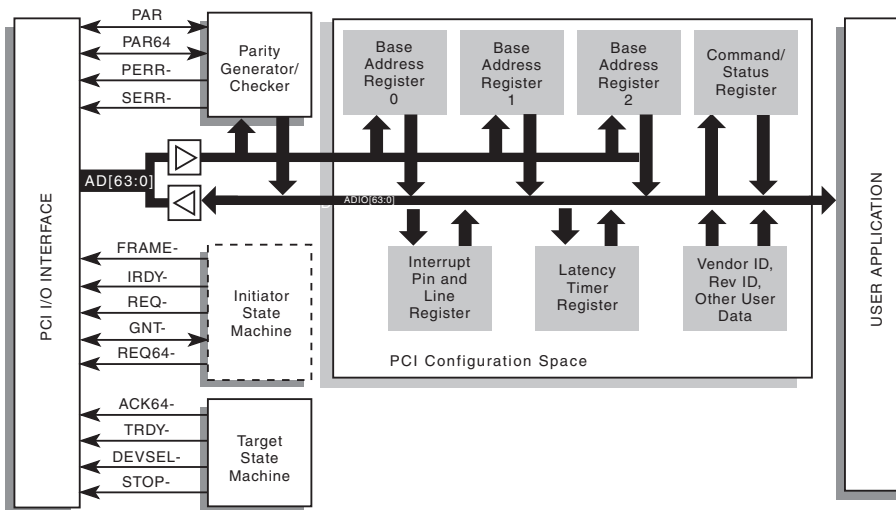 PCI I/O INTERFACE
PAR
PAR64
PERR-
SERR-
Parity
Generator/
Checker
AD[63:0]
FRAME-
IRDY-
REQ-
GNT-
REQ64-
Initiator
State
Machine
ACK64-
TRDY-
DEVSEL-
STOP-
Target
State
Machine
Base
Address
Register
0
Base
Address
Register
1
Base
Address
Register
2
Command/
Status
Register
ADIO[63:0]
Interrupt
Pin and
Line
Register
Latency
Timer
Register
Vendor ID,
Rev ID,
Other User
Data
PCI Configuration Space
USER APPLICATION